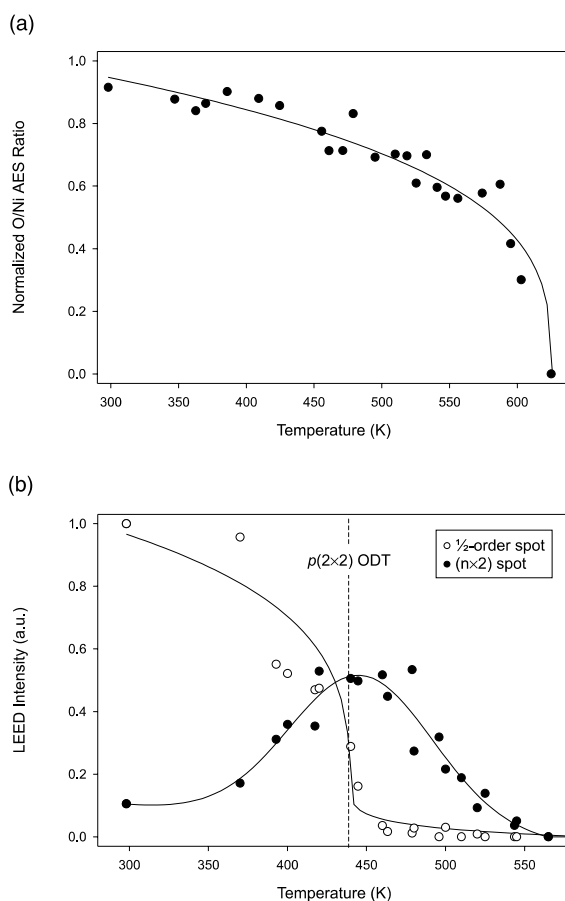 (a)
Normalized O/Ni AES Ratio
1.0
0.8
0.6
0.4
0.2
0.0
300 350 400 450 500 550 600
Temperature (K)
(b)
LEED Intensity (a.u.)
1.0
0.8
0.6
0.4
0.2
0.0
p(2×2) ODT
½-order spot
(n×2) spot
300 350 400 450 500 550
Temperature (K)